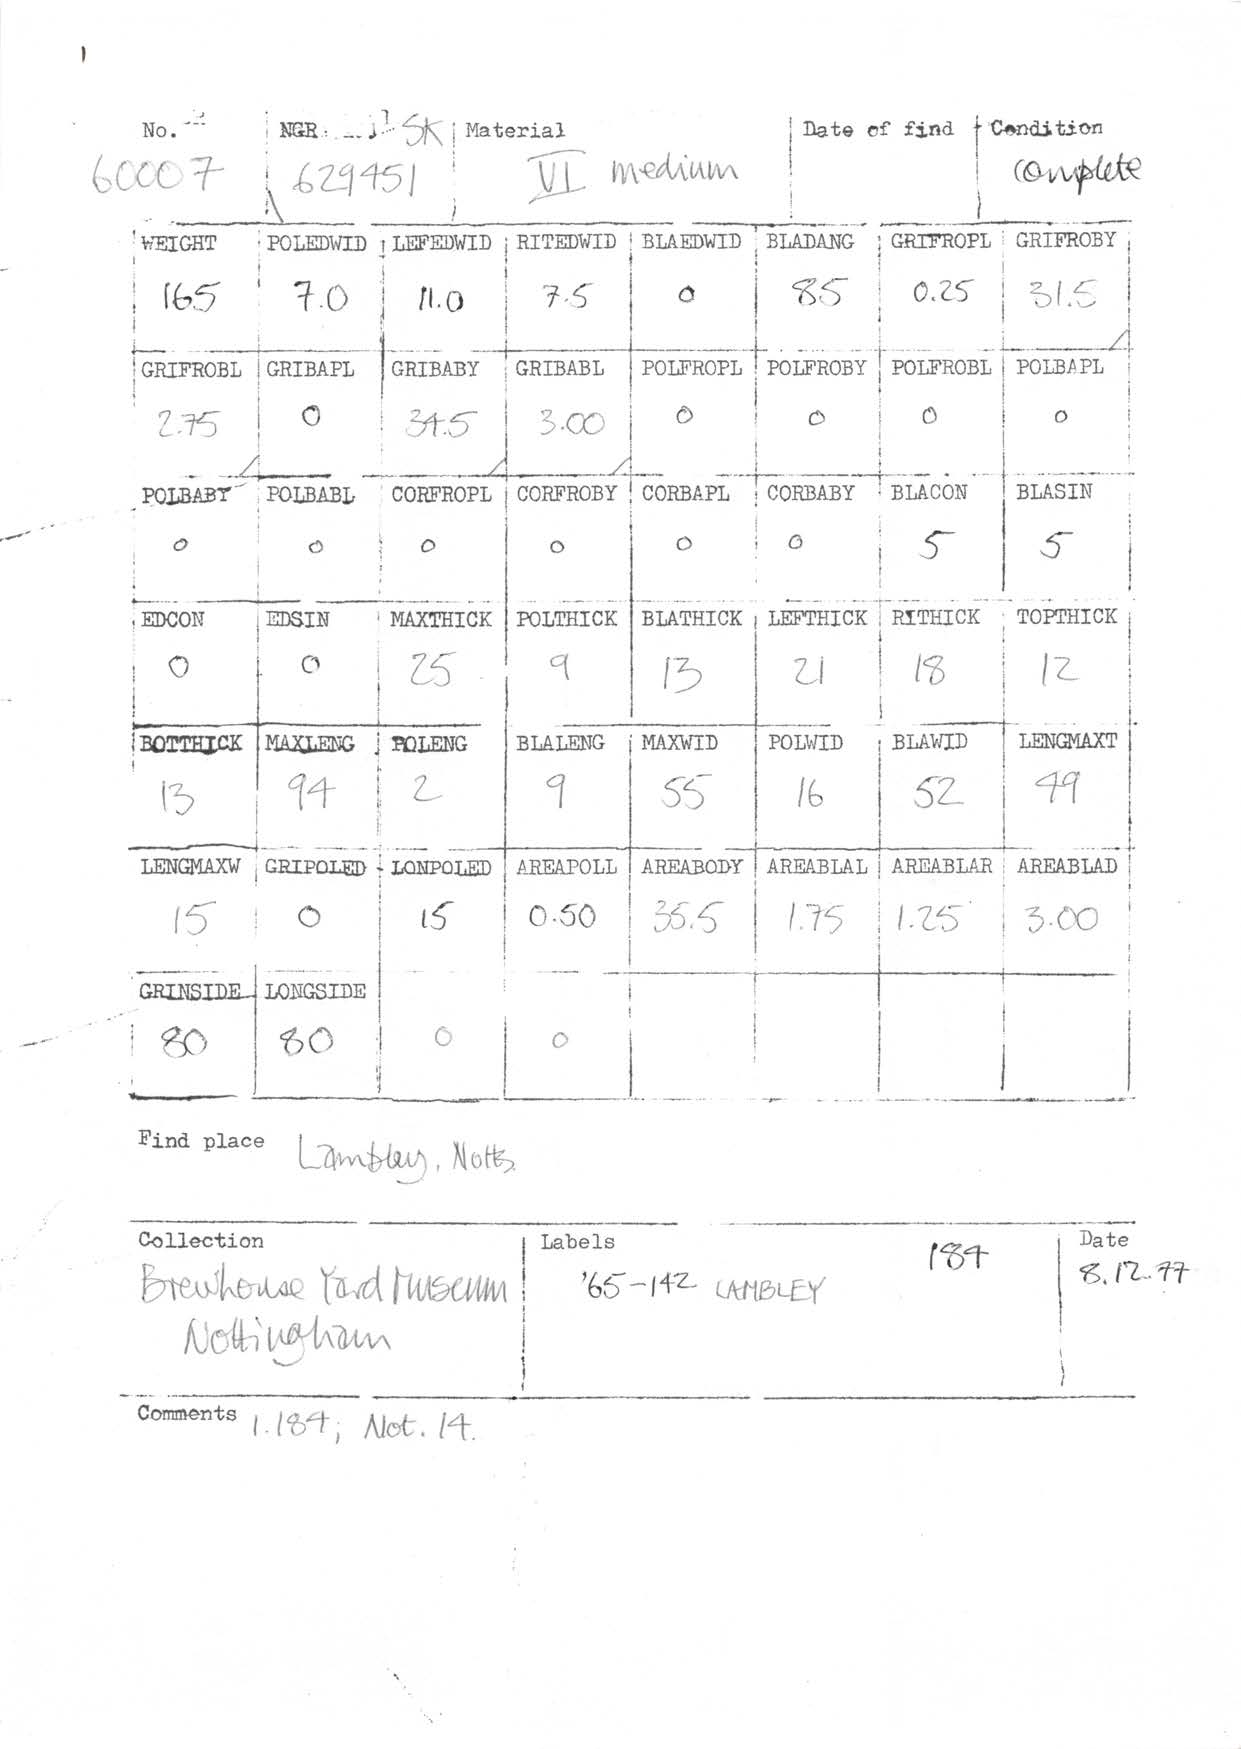 No. NGR SK Material Date of find Condition
60007 629451 VI medium complete
WEIGHT POLEDWID LEFEDWID RITEDWID BLAEDWID BLADANG GRIFROPL GRIFROBY
165 7.0 11.0 7.5 0 85 0.25 31.5
GRIFROBL GRIBAPL GRIBABY GRIBABL POLFROPL POLFROBY POLFROBL POLBAPL
2.75 0 34.5 3.00 0 0 0 0
POLBABY POLBABL CORFROPL CORFROBY CORBAPL CORBABY BLACON BLASIN
0 0 0 0 0 0 5 5
EDCON EDSIN MAXTHICK POLTHICK BLATHICK LEFTHICK RITHICK TOPTHICK
0 0 25 9 13 21 18 12
BOTTHICK MAXLENG POLENG BLALENG MAXWID POLWID BLAWID LENGMAXT
13 94 2 9 55 16 52 49
LENGMAXW GRIPOLED LONPOLED AREAPOLL AREABODY AREABLAL AREABLAR AREABLAD
15 0 15 0.50 35.5 1.75 1.25 3.00
GRINSIDE LONGSIDE
80 80 0 0
Find place Lambley, Notts
Collection Labels 184 Date
Brewhouse Yard Museum '65-142 LAMBLEY 8.12.77
Nottingham
Comments 1.184; Not. 14.